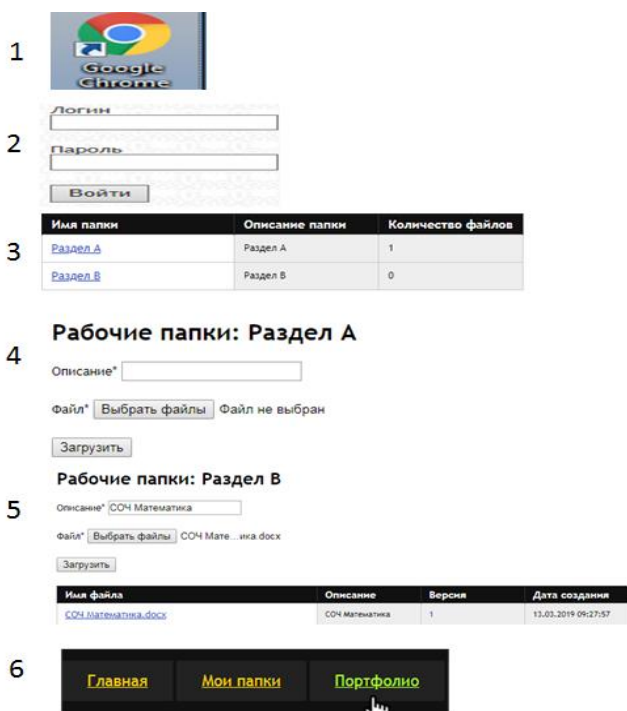 1
Google
Chrome
2
Логин
Пароль
Войти
3
Имя папки Описание папки Количество файлов
Раздел А Раздел А 1
Раздел В Раздел В 0
4
Рабочие папки: Раздел А
Описание*
Файл* Выбрать файлы Файл не выбран
Загрузить
5
Рабочие папки: Раздел В
Описание* СОЧ Математика
Файл* Выбрать файлы СОЧ Мате...ика.docx
Загрузить
Имя файла Описание Версия Дата создания
СОЧ Математика.docx СОЧ Математика 1 13.03.2019 09:27:57
6
Главная Мои папки Портфолио